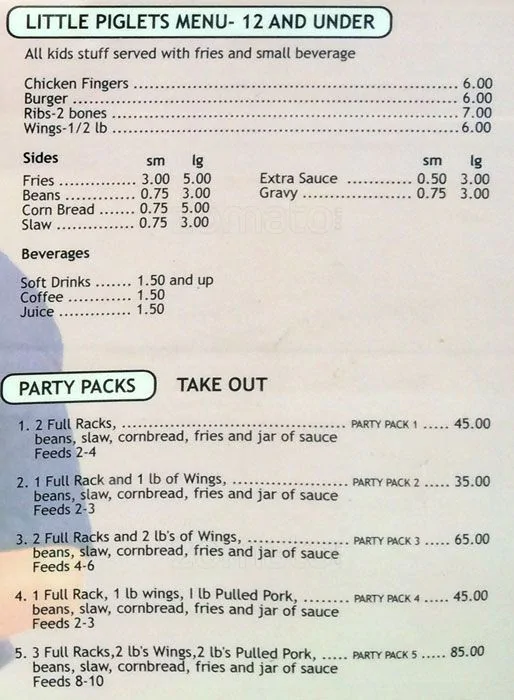 LITTLE PIGLETS MENU- 12 AND UNDER
All kids stuff served with fries and small beverage
Chicken Fingers ........ 6.00
Burger ........ 6.00
Ribs-2 bones ........ 7.00
Wings-1/2 lb ........ 6.00
Sides sm lg sm lg
Fries ........ 3.00 5.00 Extra Sauce ........ 0.50 3.00
Beans ........ 0.75 3.00 Gravy ........ 0.75 3.00
Corn Bread ....... 0.75 5.00
Slaw ........ 0.75 3.00
Beverages
Soft Drinks ....... 1.50 and up
Coffee ............ 1.50
Juice ............. 1.50
PARTY PACKS TAKE OUT
1. 2 Full Racks, ........ PARTY PACK 1 ..... 45.00
beans, slaw, cornbread, fries and jar of sauce
Feeds 2-4
2. 1 Full Rack and 1 lb of Wings, ........ PARTY PACK 2 ..... 35.00
beans, slaw, cornbread, fries and jar of sauce
Feeds 2-3
3. 2 Full Racks and 2 lb's of Wings, ........ PARTY PACK 3 ..... 65.00
beans, slaw, cornbread, fries and jar of sauce
Feeds 4-6
4. 1 Full Rack, 1 lb wings, I lb Pulled Pork, ........ PARTY PACK 4 ..... 45.00
beans, slaw, cornbread, fries and jar of sauce
Feeds 2-3
5. 3 Full Racks,2 lb's Wings,2 lb's Pulled Pork, ..... PARTY PACK 5 ..... 85.00
beans, slaw, cornbread, fries and jar of sauce
Feeds 8-10
zomato